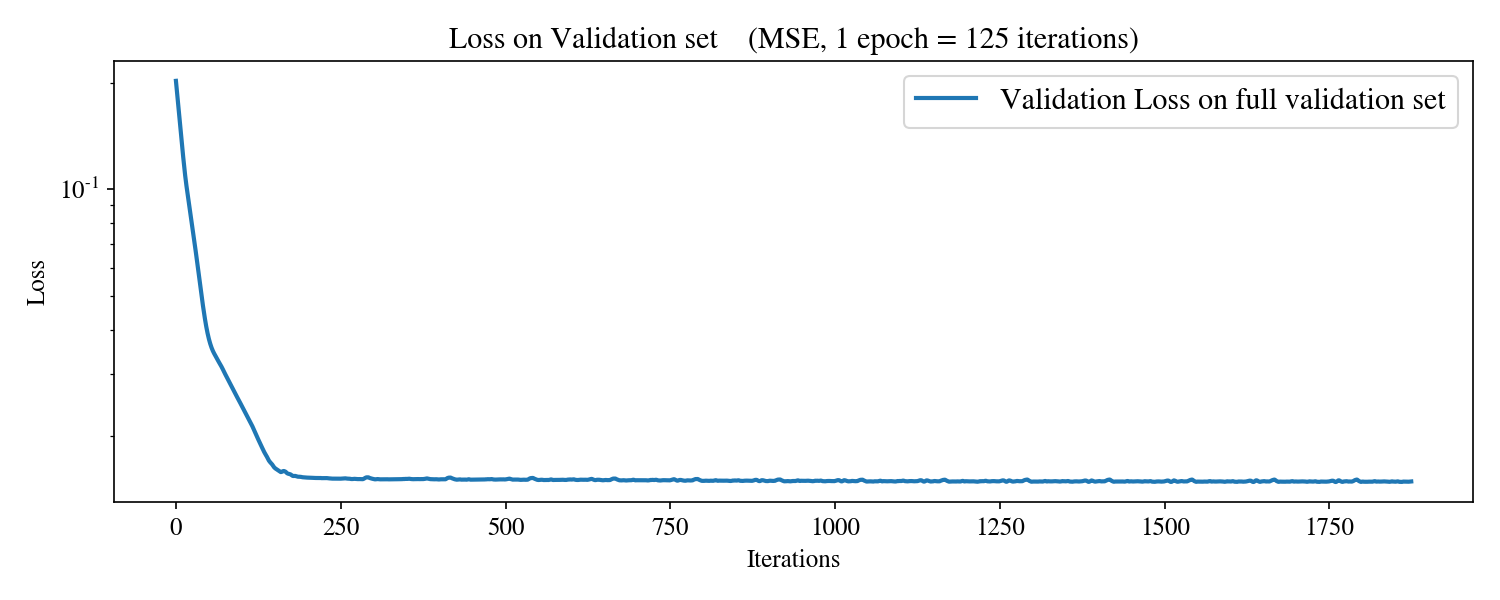 Loss on Validation set    (MSE, 1 epoch = 125 iterations)
Validation Loss on full validation set
10⁻¹
Loss
0 250 500 750 1000 1250 1500 1750
Iterations